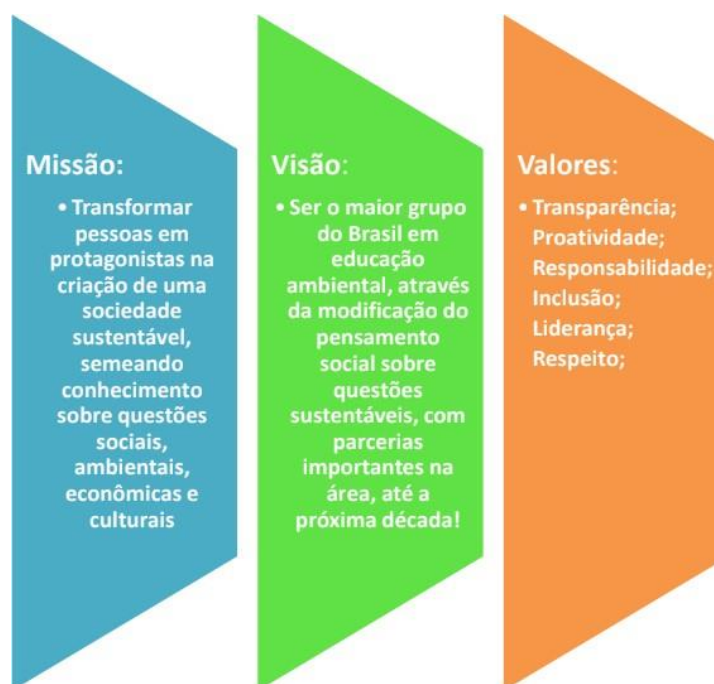 Missão:
• Transformar
pessoas em
protagonistas na
criação de uma
sociedade
sustentável,
semeando
conhecimento
sobre questões
sociais,
ambientais,
econômicas e
culturais
Visão:
• Ser o maior grupo
do Brasil em
educação
ambiental, através
da modificação do
pensamento
social sobre
questões
sustentáveis, com
parcerias
importantes na
área, até a
próxima década!
Valores:
• Transparência;
Proatividade;
Responsabilidade;
Inclusão;
Liderança;
Respeito;